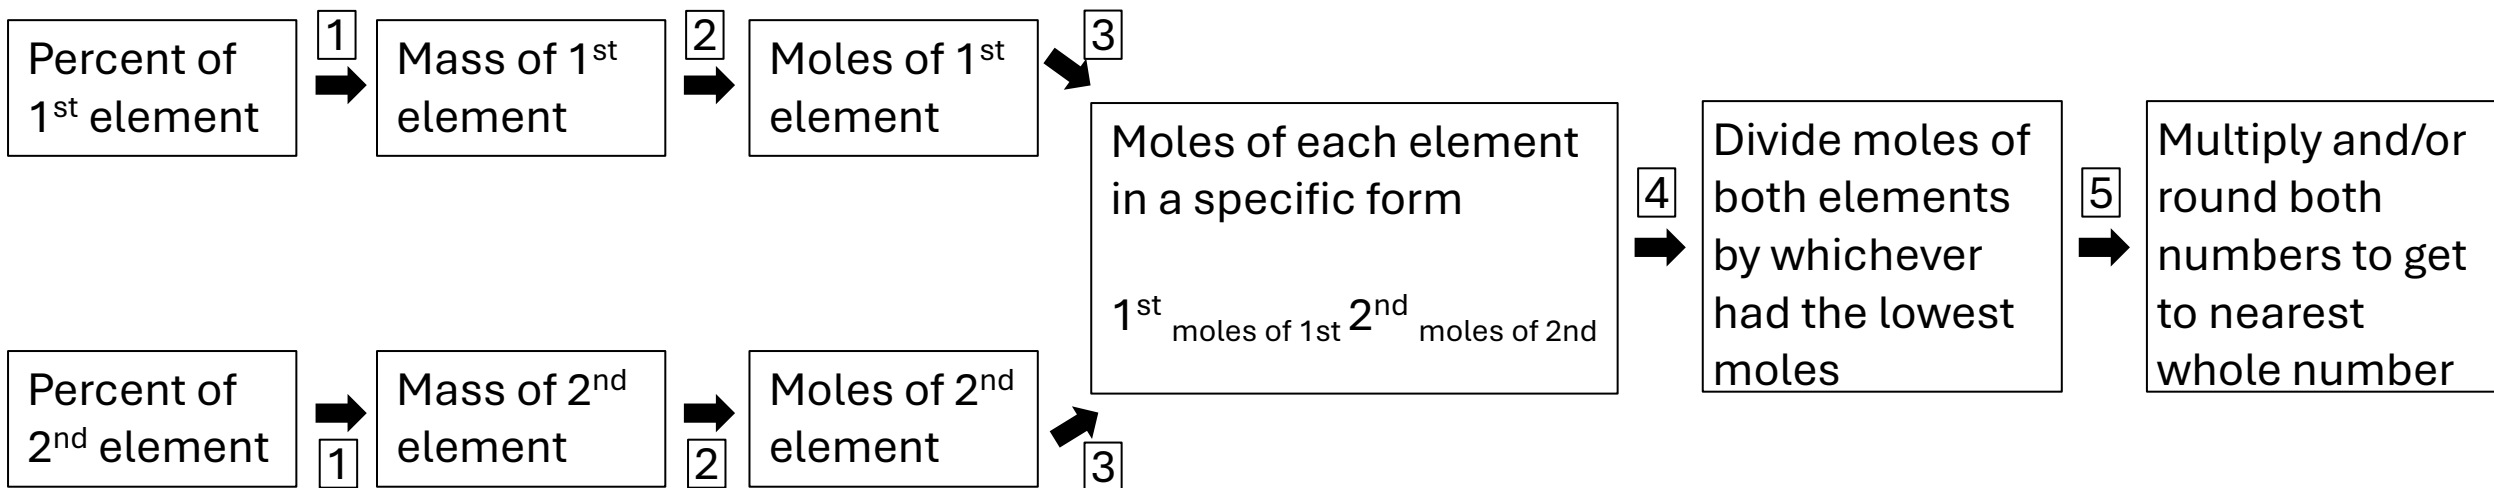 1
Percent of
1st element
2
Mass of 1st
element
3
Moles of 1st
element
Percent of
2nd element
1
Mass of 2nd
element
2
Moles of 2nd
element
3
Moles of each element
in a specific form
1st moles of 1st 2nd moles of 2nd
4
Divide moles of
both elements
by whichever
had the lowest
moles
5
Multiply and/or
round both
numbers to get
to nearest
whole number